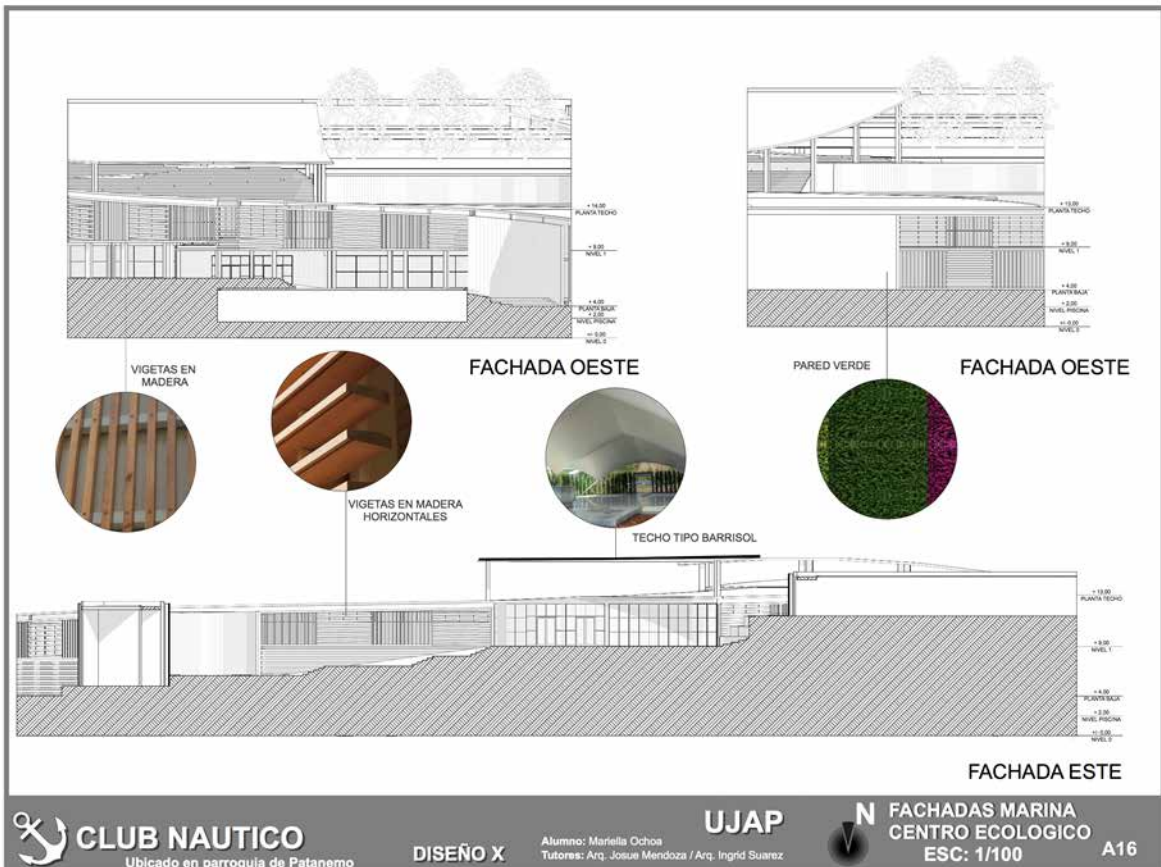 + 14,00
PLANTA TECHO
+ 9,00
NIVEL 1
+ 4,00
PLANTA BAJA
+ 2,00
NIVEL PISCINA
+/- 0,00
NIVEL 0
FACHADA OESTE
+ 13,00
PLANTA TECHO
+ 9,00
NIVEL 1
+ 4,00
PLANTA BAJA
+ 2,00
NIVEL PISCINA
+/- 0,00
NIVEL 0
FACHADA OESTE
VIGETAS EN
MADERA
VIGETAS EN MADERA
HORIZONTALES
TECHO TIPO BARRISOL
PARED VERDE
+ 13,00
PLANTA TECHO
+ 9,00
NIVEL 1
+ 4,00
PLANTA BAJA
+ 2,00
NIVEL PISCINA
+/- 0,00
NIVEL 0
FACHADA ESTE
CLUB NAUTICO
Ubicado en parroquia de Patanemo
DISEÑO X
UJAP
Alumno: Mariella Ochoa
Tutores: Arq. Josue Mendoza / Arq. Ingrid Suarez
N
FACHADAS MARINA
CENTRO ECOLOGICO
ESC: 1/100
A16